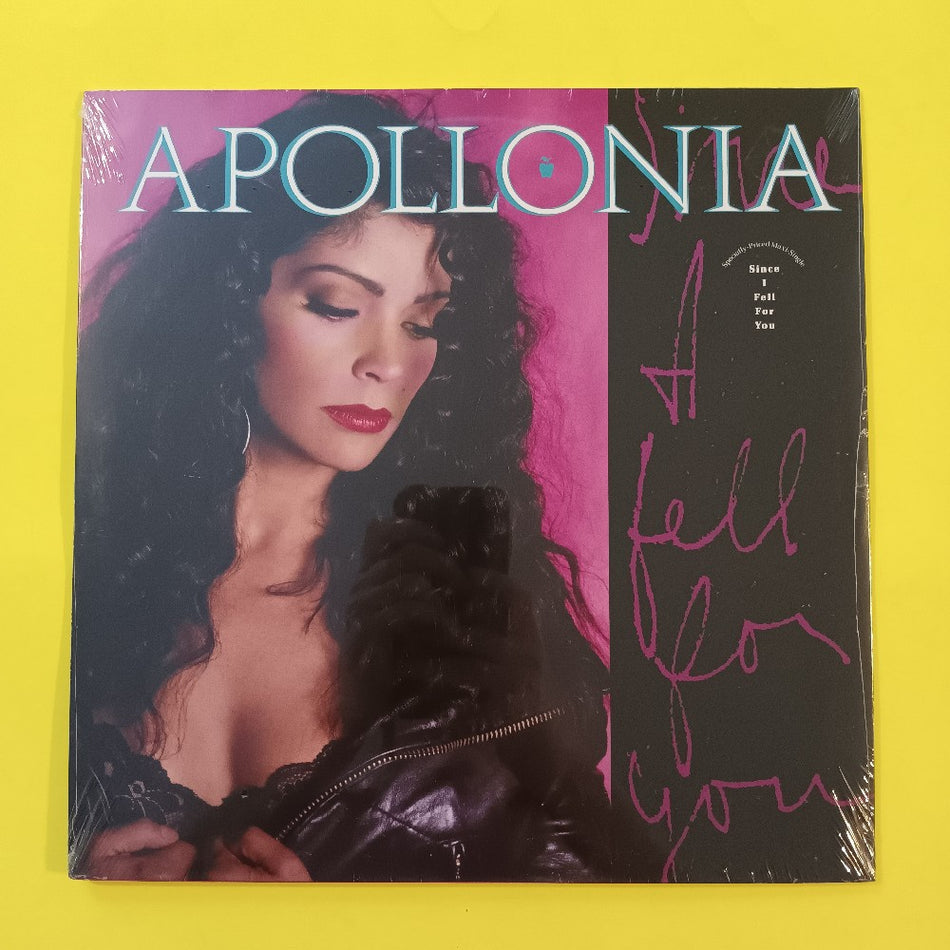 APOLLONIA
Specially-Priced Maxi-Single
Since
I
Fell
For
You
Since
I
fell
for
you